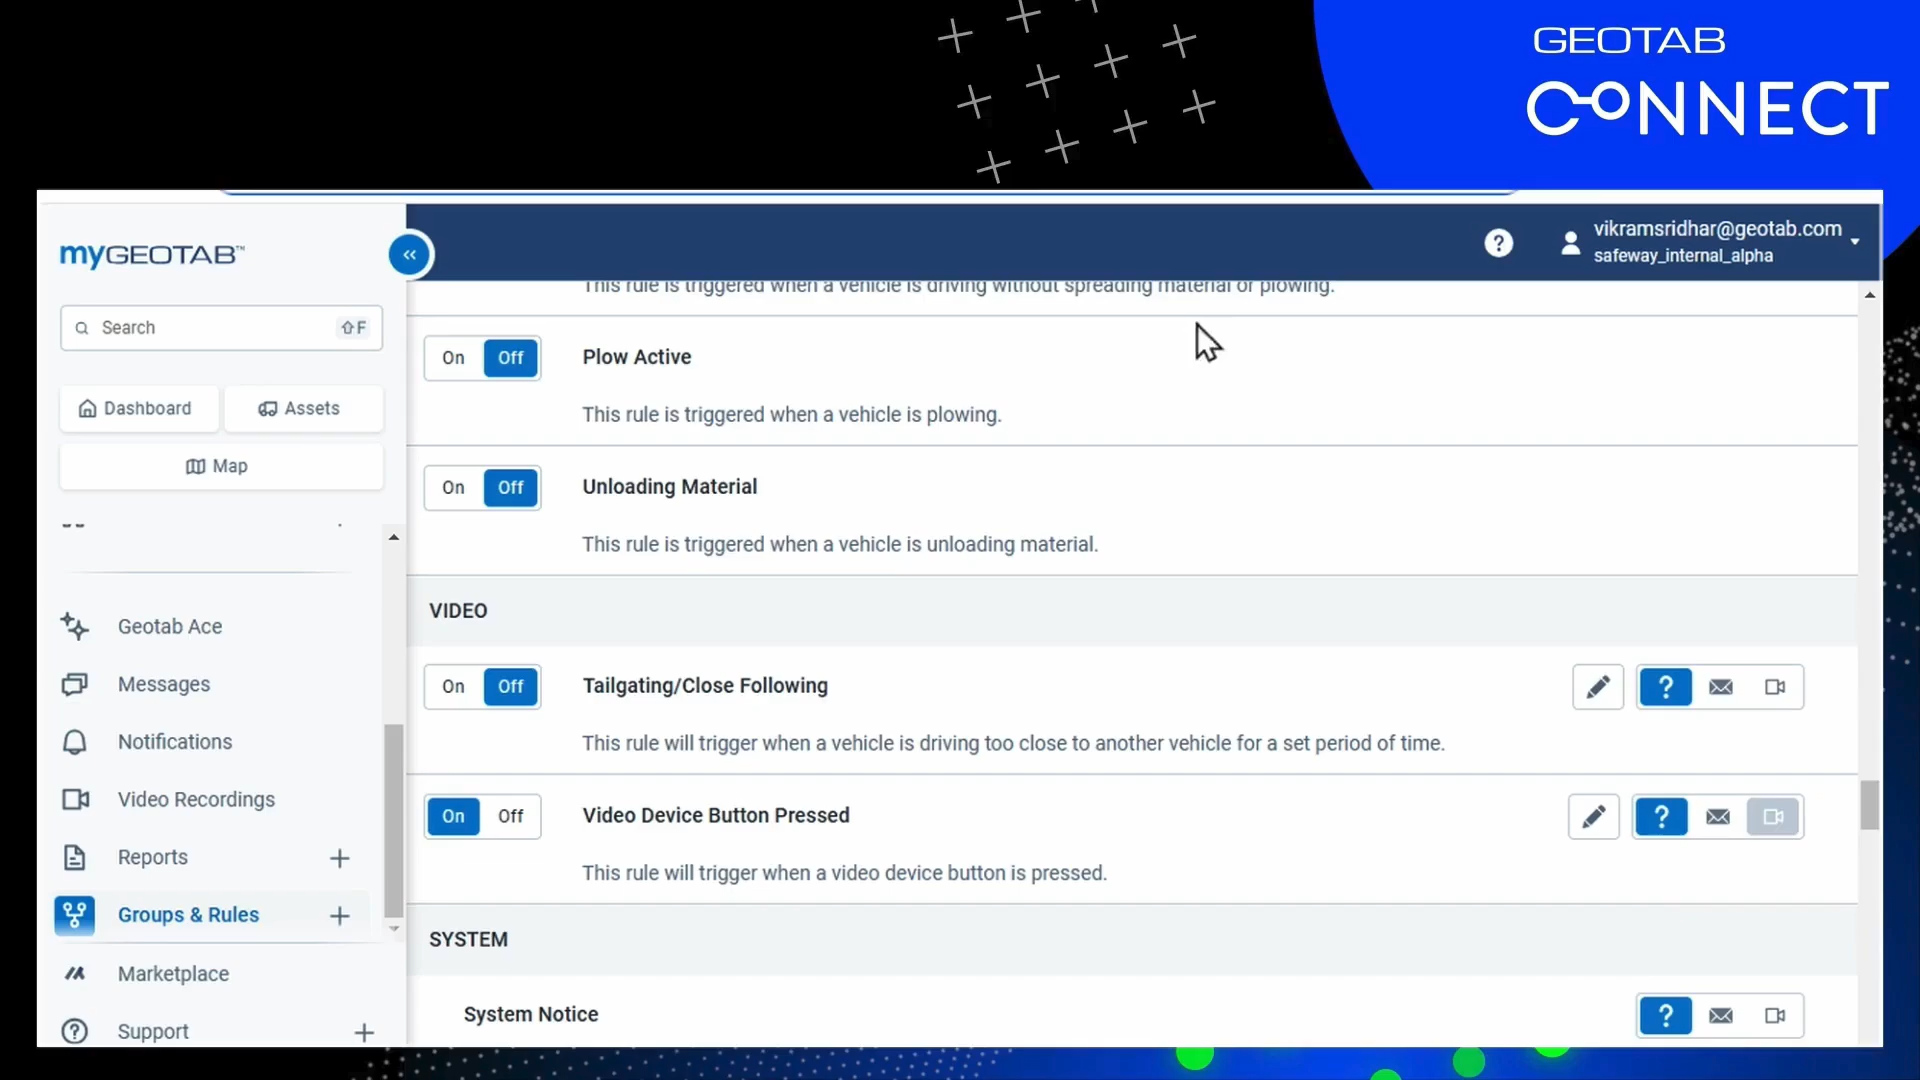 GEOTAB
CONNECT
myGEOTAB™
vikramsridhar@geotab.com
safeway_internal_alpha
Search
F
Dashboard
Assets
Map
Geotab Ace
Messages
Notifications
Video Recordings
Reports
Groups & Rules
Marketplace
Support
This rule is triggered when a vehicle is driving without spreading material or plowing.
On Off
Plow Active
This rule is triggered when a vehicle is plowing.
On Off
Unloading Material
This rule is triggered when a vehicle is unloading material.
VIDEO
On Off
Tailgating/Close Following
This rule will trigger when a vehicle is driving too close to another vehicle for a set period of time.
On Off
Video Device Button Pressed
This rule will trigger when a video device button is pressed.
SYSTEM
System Notice